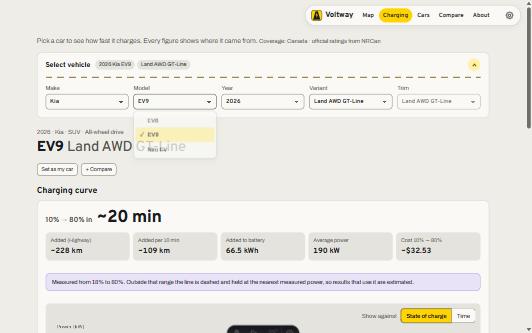 Voltway Map Charging Cars Compare About
Pick a car to see how fast it charges. Every figure shows where it came from. Coverage: Canada · official ratings from NRCan
Select vehicle 2026 Kia EV9 Land AWD GT-Line
Make Model Year Variant Trim
Kia EV9 2026 Land AWD GT-Line Land AWD GT-Line
✓ EV9
2026 · Kia · SUV · All-wheel drive
EV9 Land AWD GT-Line
Set as my car + Compare
Charging curve
10% → 80% in ~20 min
Added (Highway) Added per 10 min Added to battery Average power Cost 10% → 80%
~228 km ~109 km 66.5 kWh 190 kW ~$32.53
Measured from 18% to 80%. Outside that range the line is dashed and held at the nearest measured power, so results that use it are estimated.
Show against State of charge Time
Power (kW)